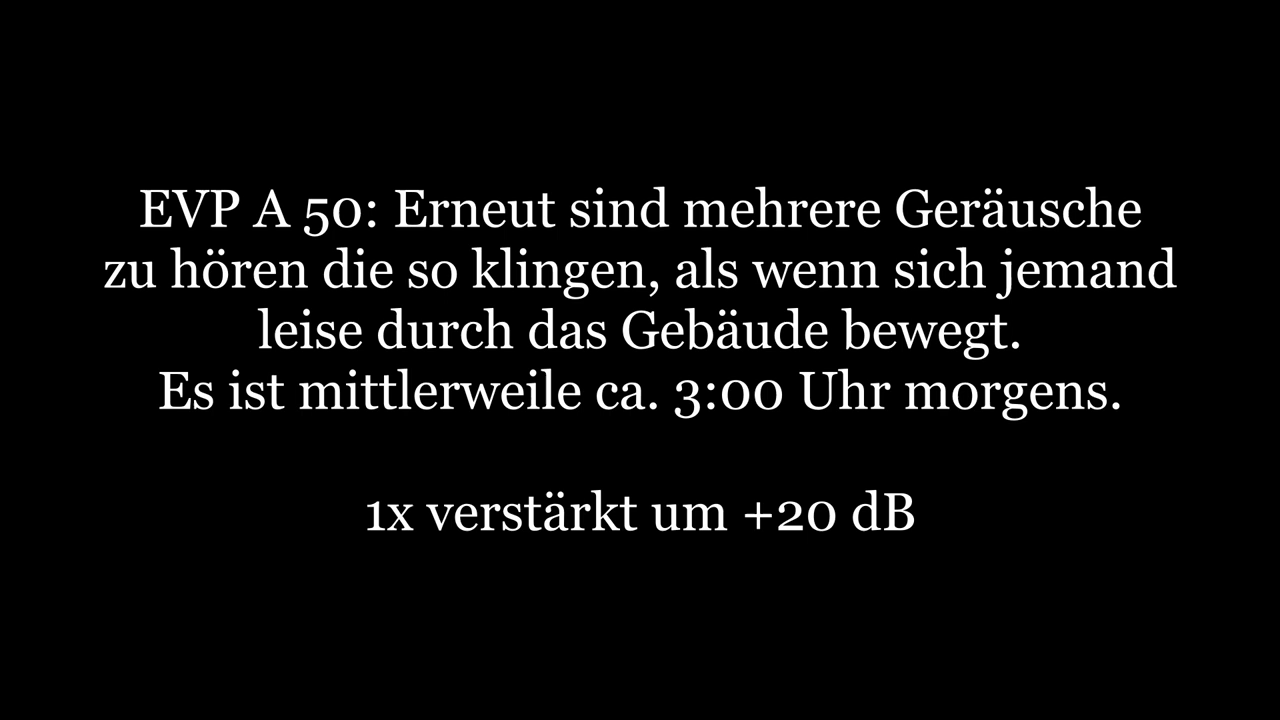 EVP A 50: Erneut sind mehrere Geräusche
zu hören die so klingen, als wenn sich jemand
leise durch das Gebäude bewegt.
Es ist mittlerweile ca. 3:00 Uhr morgens.
1x verstärkt um +20 dB